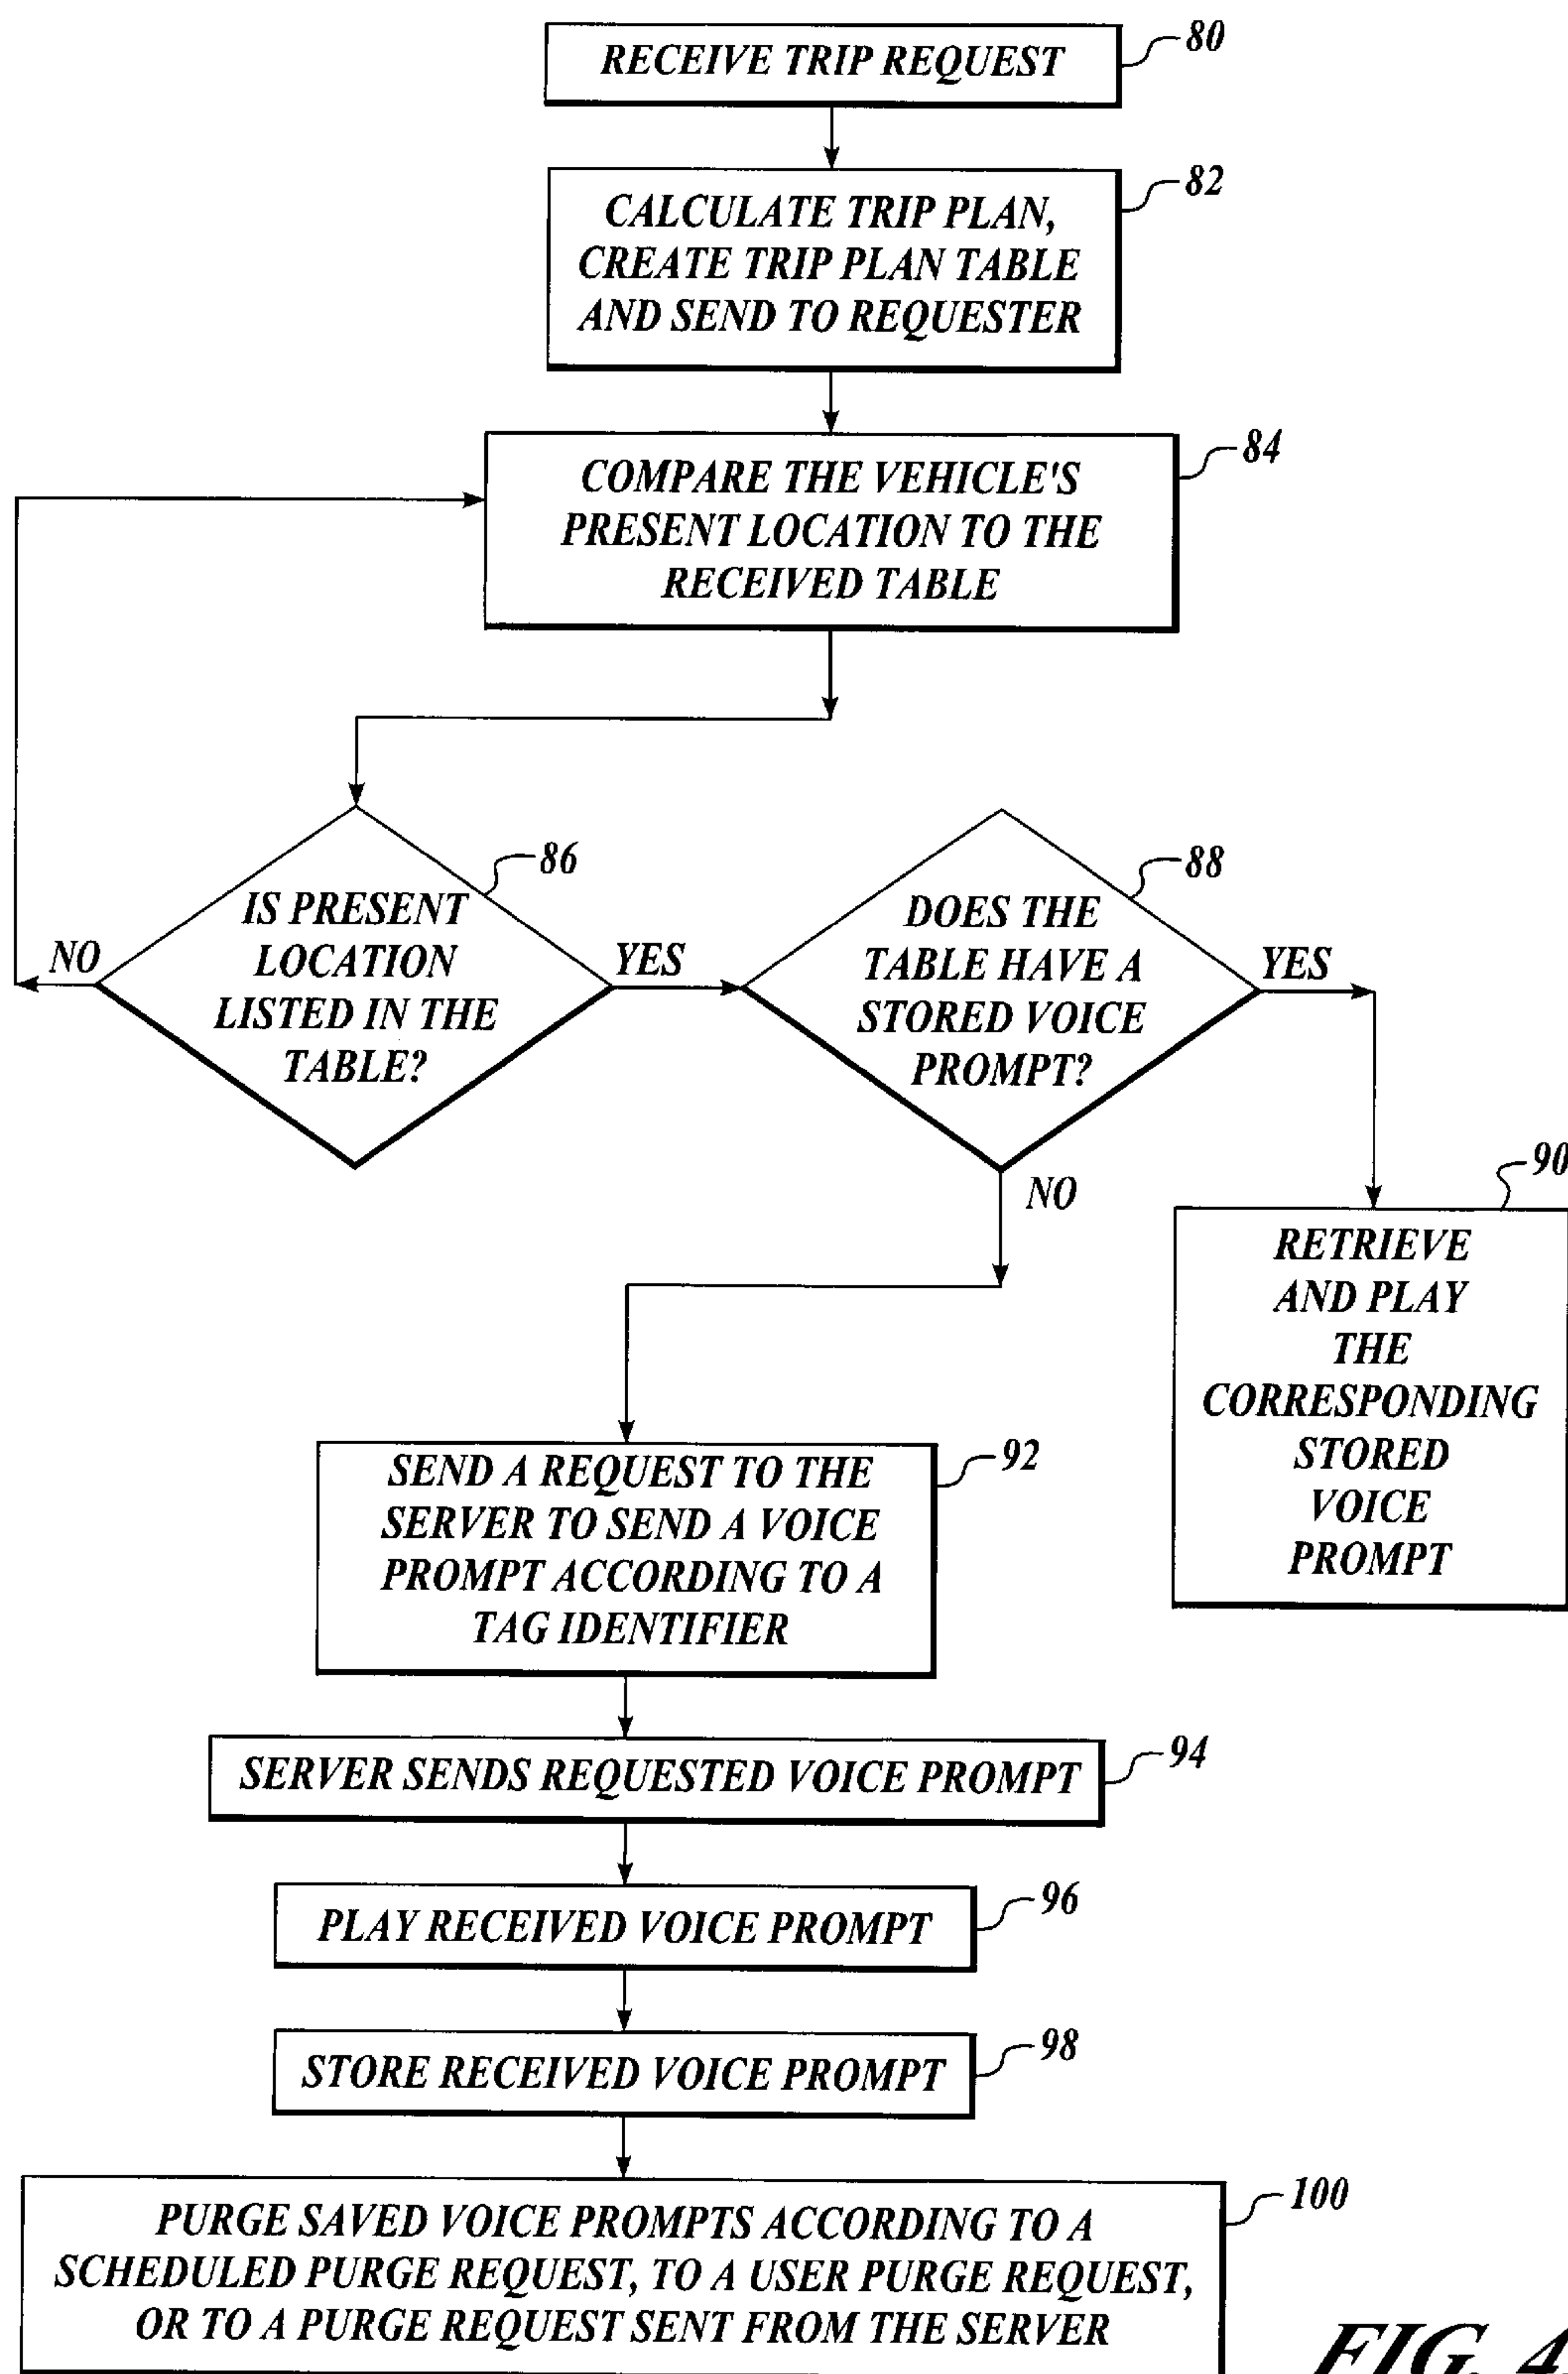 RECEIVE TRIP REQUEST
80
CALCULATE TRIP PLAN,
CREATE TRIP PLAN TABLE
AND SEND TO REQUESTER
82
COMPARE THE VEHICLE'S
PRESENT LOCATION TO THE
RECEIVED TABLE
84
IS PRESENT
LOCATION
LISTED IN THE
TABLE?
86
NO
YES
DOES THE
TABLE HAVE A
STORED VOICE
PROMPT?
88
YES
NO
RETRIEVE
AND PLAY
THE
CORRESPONDING
STORED
VOICE
PROMPT
90
SEND A REQUEST TO THE
SERVER TO SEND A VOICE
PROMPT ACCORDING TO A
TAG IDENTIFIER
92
SERVER SENDS REQUESTED VOICE PROMPT
94
PLAY RECEIVED VOICE PROMPT
96
STORE RECEIVED VOICE PROMPT
98
PURGE SAVED VOICE PROMPTS ACCORDING TO A
SCHEDULED PURGE REQUEST, TO A USER PURGE REQUEST,
OR TO A PURGE REQUEST SENT FROM THE SERVER
100
FIG. 4